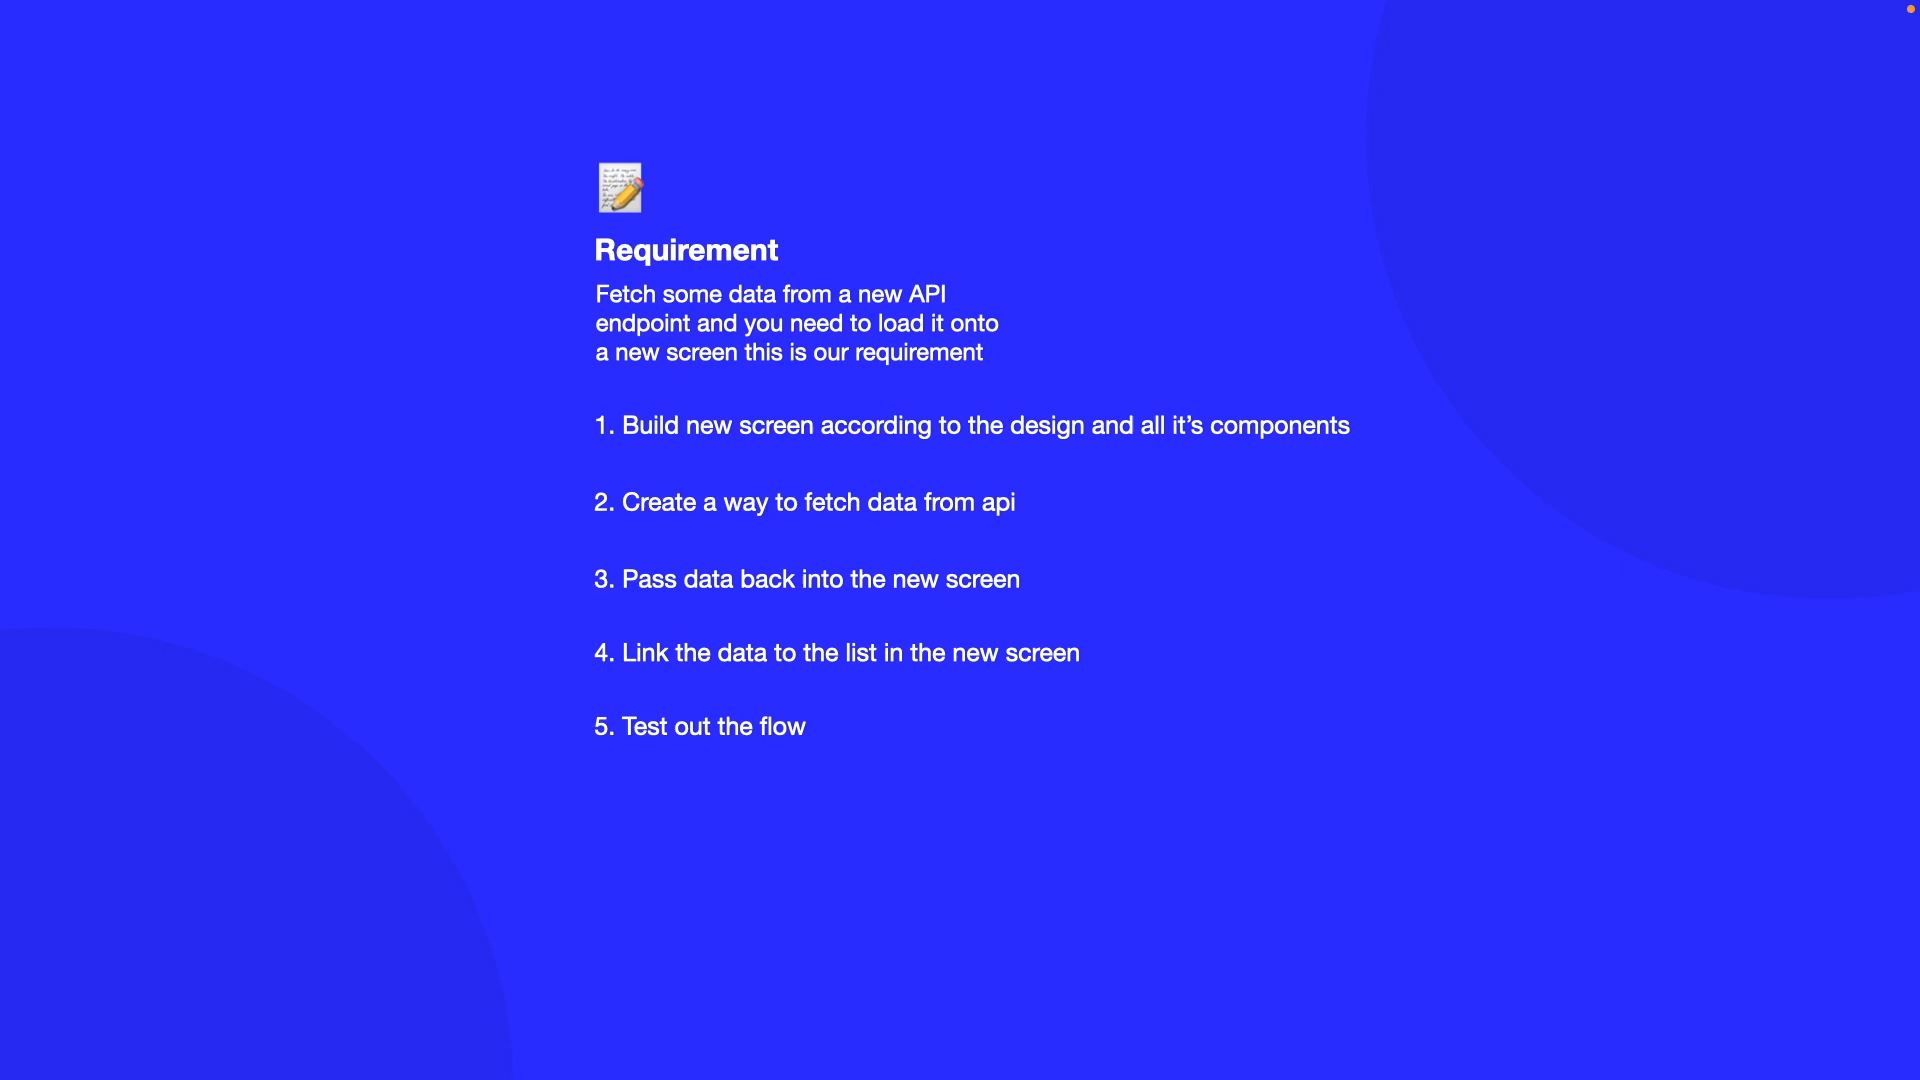 Requirement
Fetch some data from a new API
endpoint and you need to load it onto
a new screen this is our requirement
1. Build new screen according to the design and all it’s components
2. Create a way to fetch data from api
3. Pass data back into the new screen
4. Link the data to the list in the new screen
5. Test out the flow